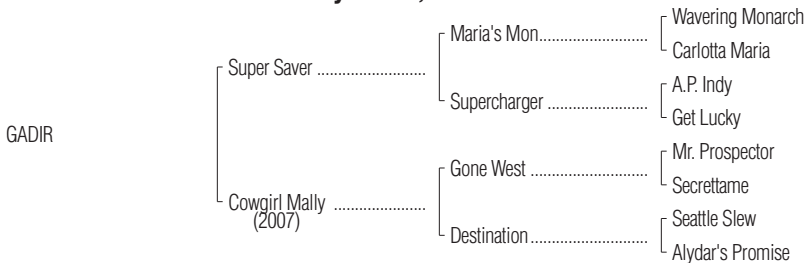 Wavering Monarch
Maria's Mon
Carlotta Maria
Super Saver
A.P. Indy
Supercharger
Get Lucky
GADIR
Mr. Prospector
Gone West
Secrettame
Cowgirl Mally
(2007)
Seattle Slew
Destination
Alydar's Promise